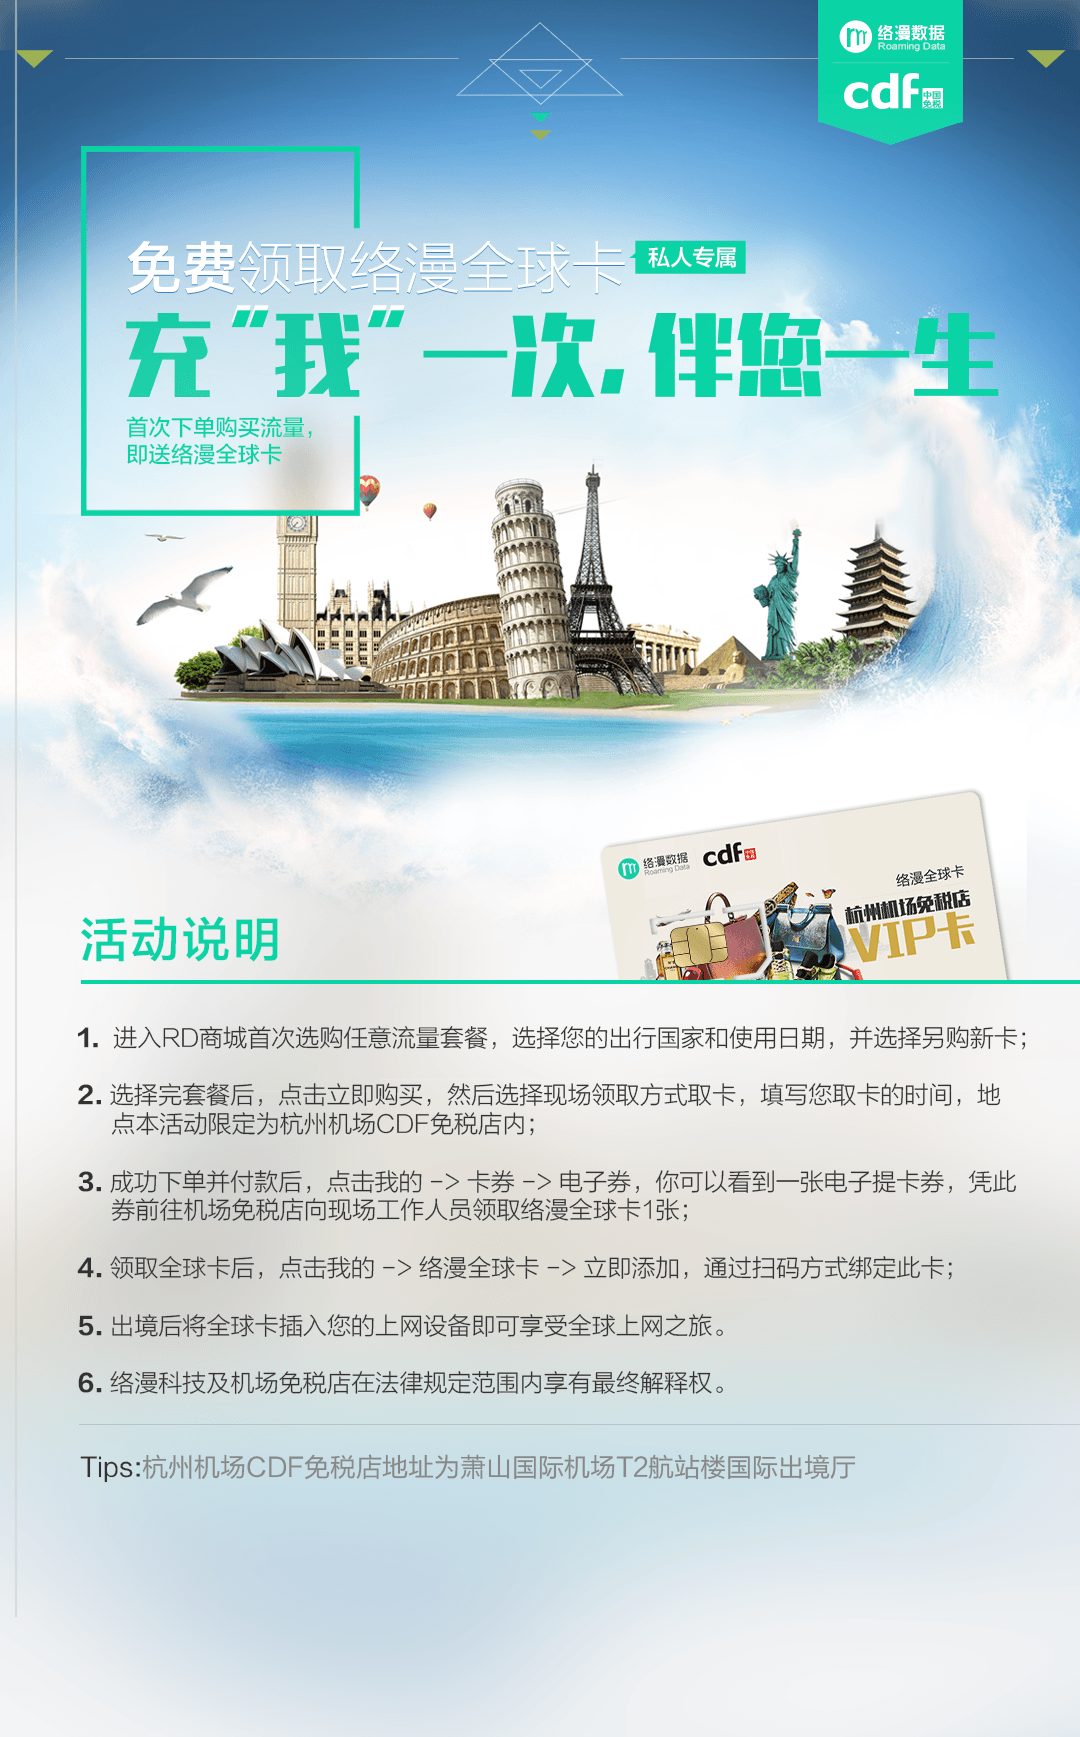 络漫数据
Roaming Data
cdf 中国免税
免费领取络漫全球卡 私人专属
充“我”一次,伴您一生
首次下单购买流量，
即送络漫全球卡
络漫数据
Roaming Data
cdf 中国免税
络漫全球卡
杭州机场免税店
VIP卡
活动说明
1. 进入RD商城首次选购任意流量套餐，选择您的出行国家和使用日期，并选择另购新卡；
2. 选择完套餐后，点击立即购买，然后选择现场领取方式取卡，填写您取卡的时间，地
点本活动限定为杭州机场CDF免税店内；
3. 成功下单并付款后，点击我的 -> 卡券 -> 电子券，你可以看到一张电子提卡券，凭此
券前往机场免税店向现场工作人员领取络漫全球卡1张；
4. 领取全球卡后，点击我的 -> 络漫全球卡 -> 立即添加，通过扫码方式绑定此卡；
5. 出境后将全球卡插入您的上网设备即可享受全球上网之旅。
6. 络漫科技及机场免税店在法律规定范围内享有最终解释权。
Tips:杭州机场CDF免税店地址为萧山国际机场T2航站楼国际出境厅